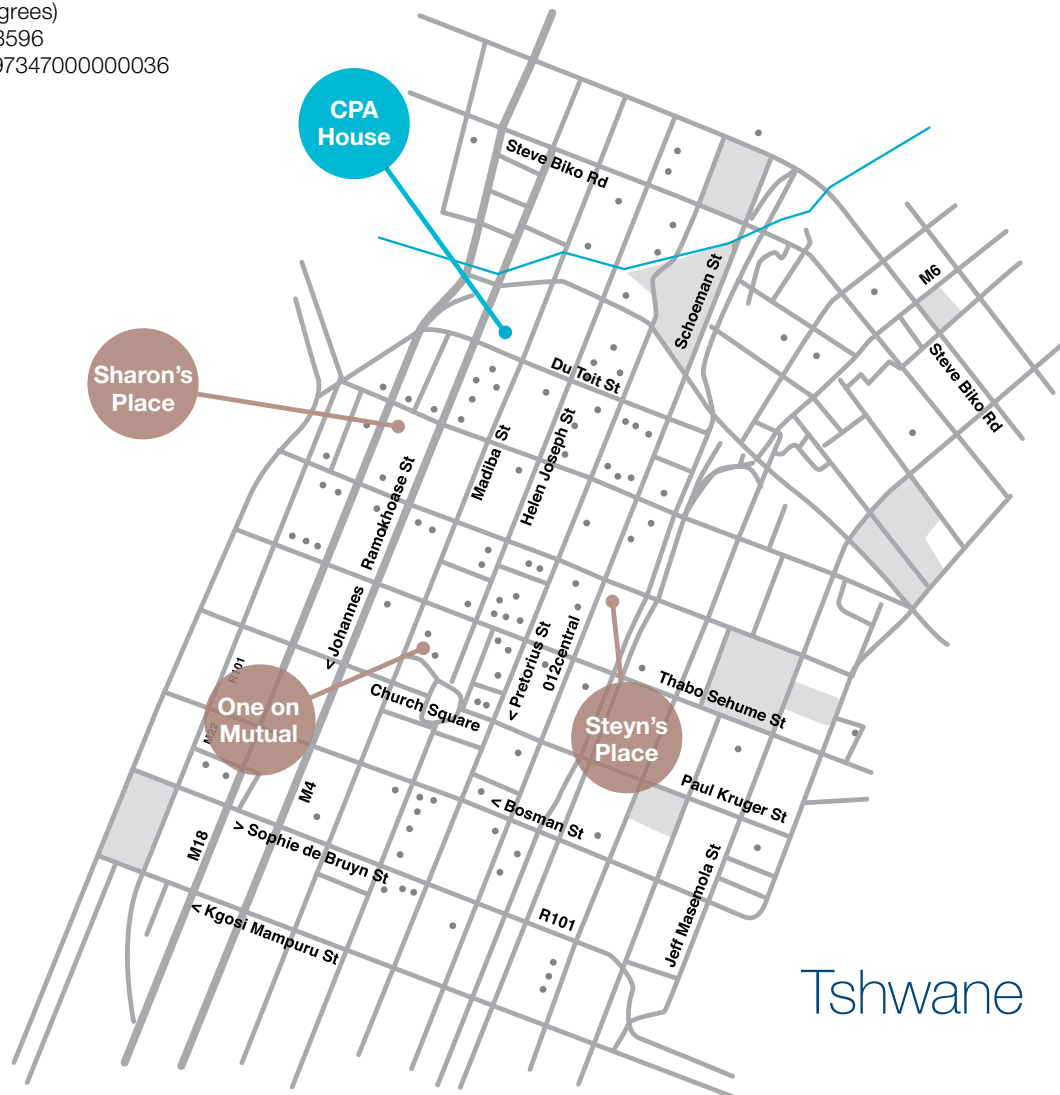 grees)
3596
97347000000036
CPA
House
Steve Biko Rd
Schoeman St
M6
Steve Biko Rd
Sharon's
Place
Du Toit St
Madiba St
Helen Joseph St
< Johannes Ramokhoase St
< Pretorius St
012central
R101
M22
One on
Mutual
Church Square
Steyn's
Place
Thabo Sehume St
Paul Kruger St
M4
< Bosman St
M18
> Sophie de Bruyn St
Jeff Masemola St
< Kgosi Mampuru St
R101
Tshwane